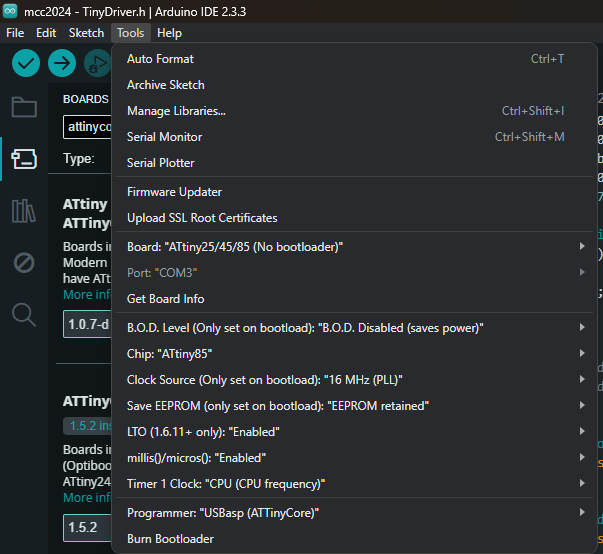 mcc2024 - TinyDriver.h | Arduino IDE 2.3.3
File Edit Sketch Tools Help
Auto Format Ctrl+T
BOARDS
Archive Sketch
Manage Libraries... Ctrl+Shift+I
attinyco
Serial Monitor Ctrl+Shift+M
Type:
Serial Plotter
Firmware Updater
ATtiny
Upload SSL Root Certificates
ATTiny
Boards in
Board: "ATtiny25/45/85 (No bootloader)"
Modern
Port: "COM3"
have ATt
More info
Get Board Info
1.0.7-d
B.O.D. Level (Only set on bootload): "B.O.D. Disabled (saves power)"
Chip: "ATtiny85"
Clock Source (Only set on bootload): "16 MHz (PLL)"
ATTiny
Save EEPROM (only set on bootload): "EEPROM retained"
1.5.2 ins
LTO (1.6.11+ only): "Enabled"
Boards in
millis()/micros(): "Enabled"
(Optiboo
ATtiny24
Timer 1 Clock: "CPU (CPU frequency)"
More info
Programmer: "USBasp (ATTinyCore)"
1.5.2
Burn Bootloader